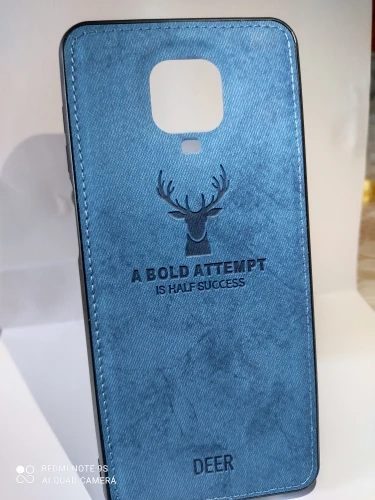 A BOLD ATTEMPT
IS HALF SUCCESS
DEER
REDMI NOTE 9S
AI QUAD CAMERA